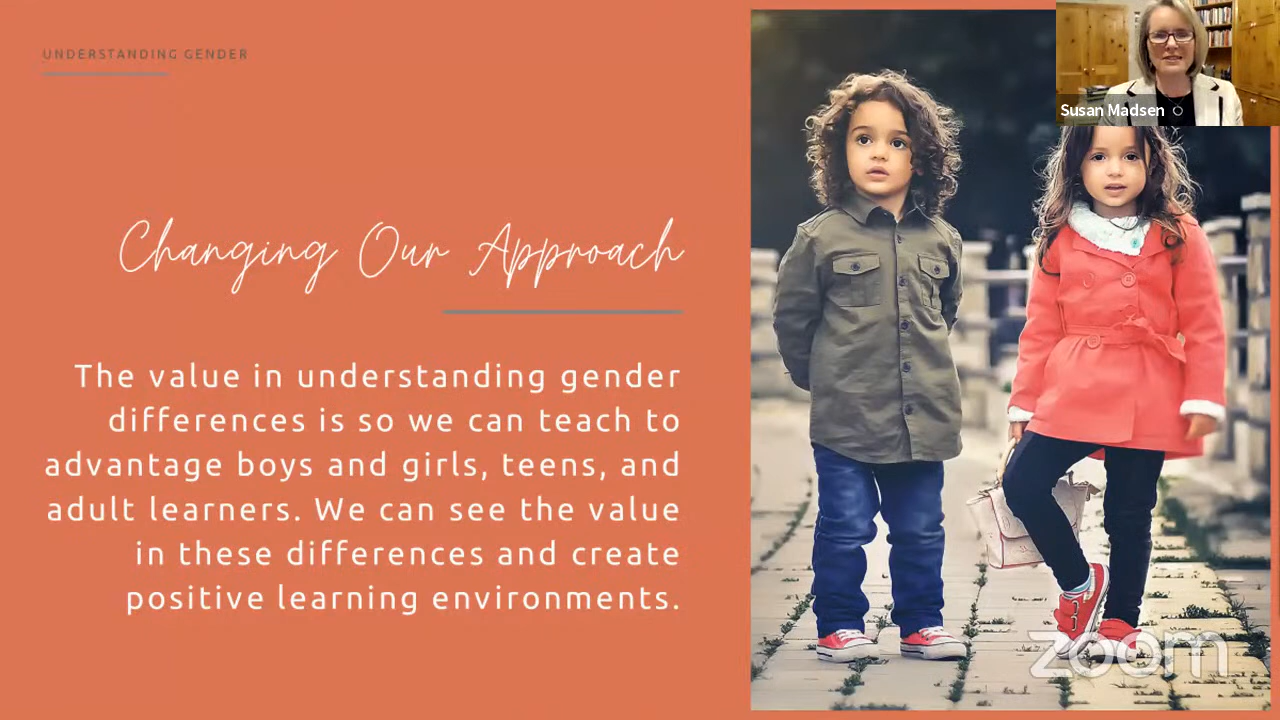 UNDERSTANDING GENDER
Susan Madsen
Changing Our Approach
The value in understanding gender
differences is so we can teach to
advantage boys and girls, teens, and
adult learners. We can see the value
in these differences and create
positive learning environments.
zoom